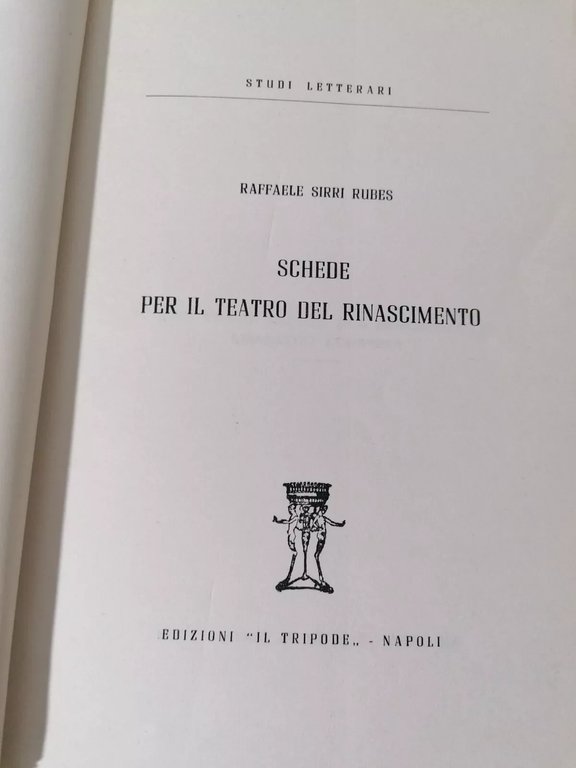 STUDI LETTERARI
RAFFAELE SIRRI RUBES
SCHEDE
PER IL TEATRO DEL RINASCIMENTO
EDIZIONI "IL TRIPODE„ - NAPOLI